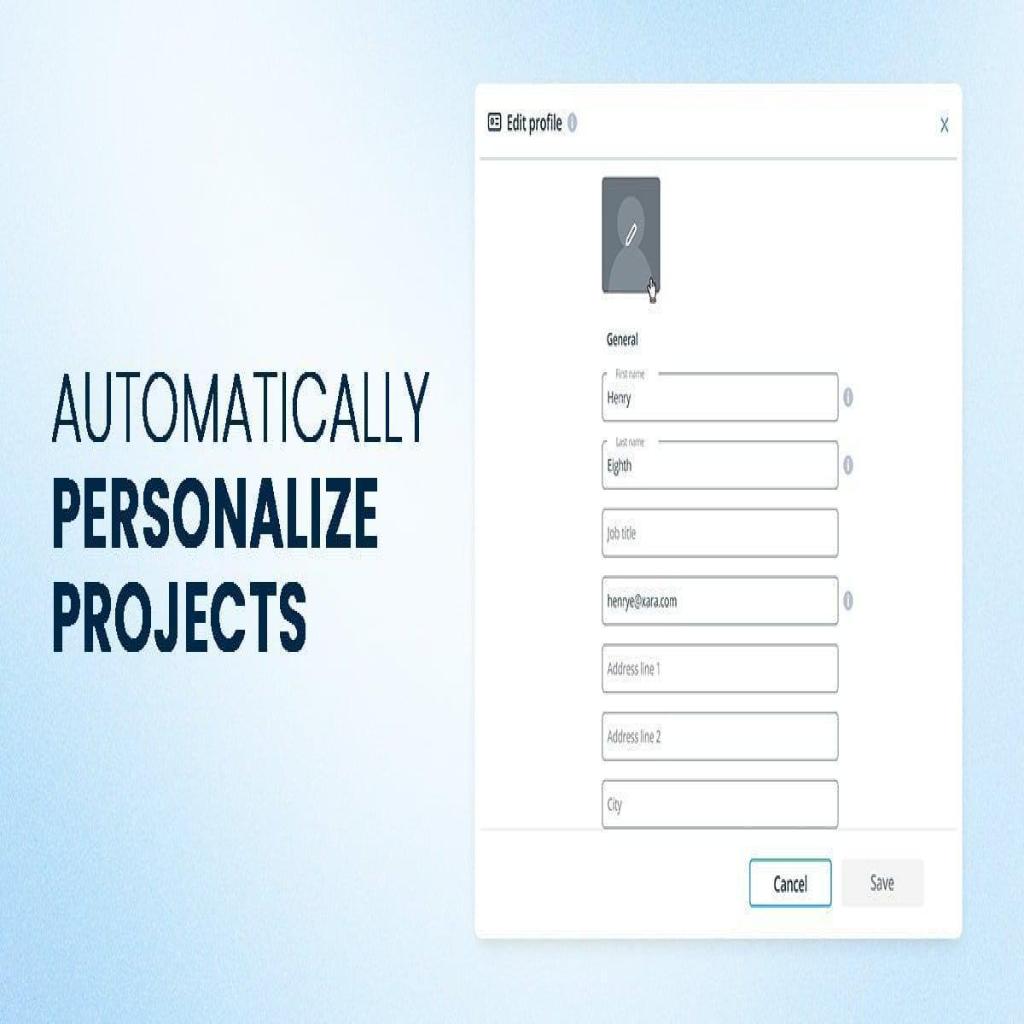 AUTOMATICALLY
PERSONALIZE
PROJECTS
Edit profile
General
First name
Henry
Last name
Eighth
Job title
henrye@xara.com
Address line 1
Address line 2
City
Cancel
Save